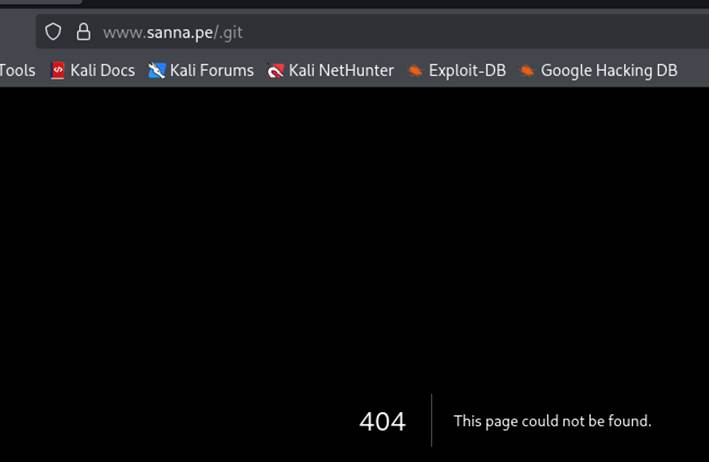 www.sanna.pe/.git
Tools Kali Docs Kali Forums Kali NetHunter Exploit-DB Google Hacking DB
404 This page could not be found.